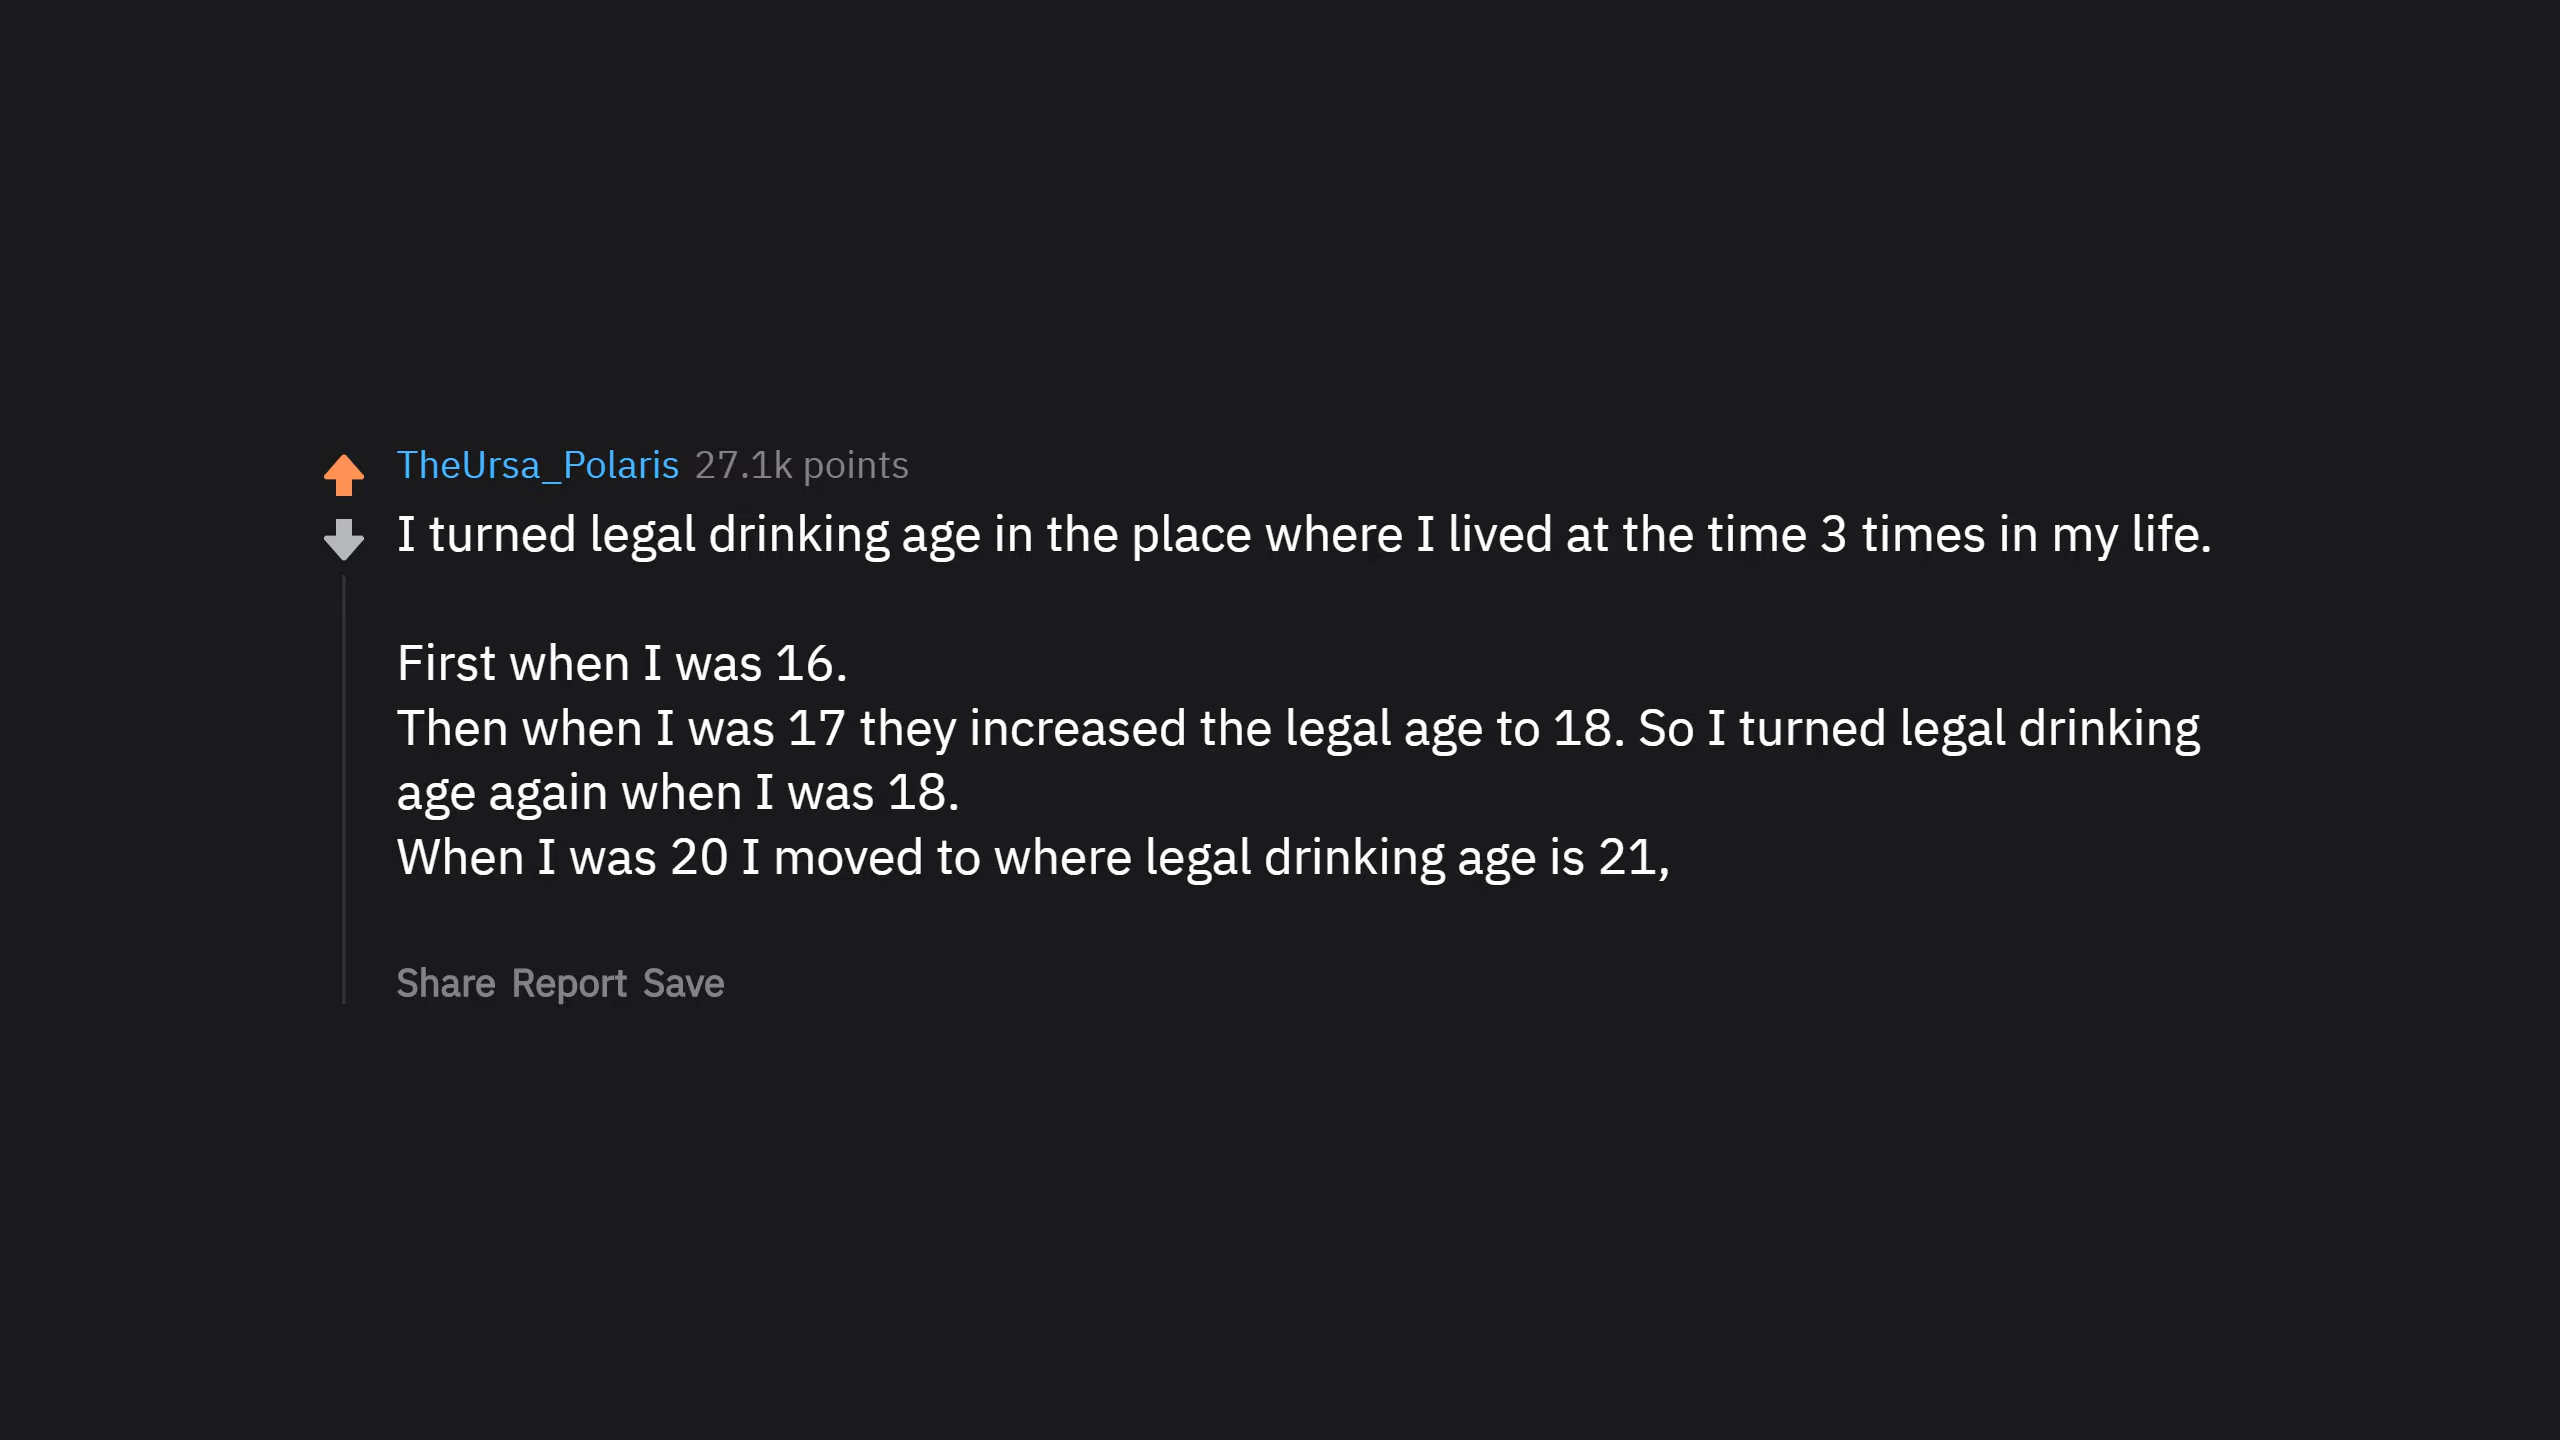 TheUrsa_Polaris 27.1k points
I turned legal drinking age in the place where I lived at the time 3 times in my life.
First when I was 16.
Then when I was 17 they increased the legal age to 18. So I turned legal drinking
age again when I was 18.
When I was 20 I moved to where legal drinking age is 21,
Share Report Save